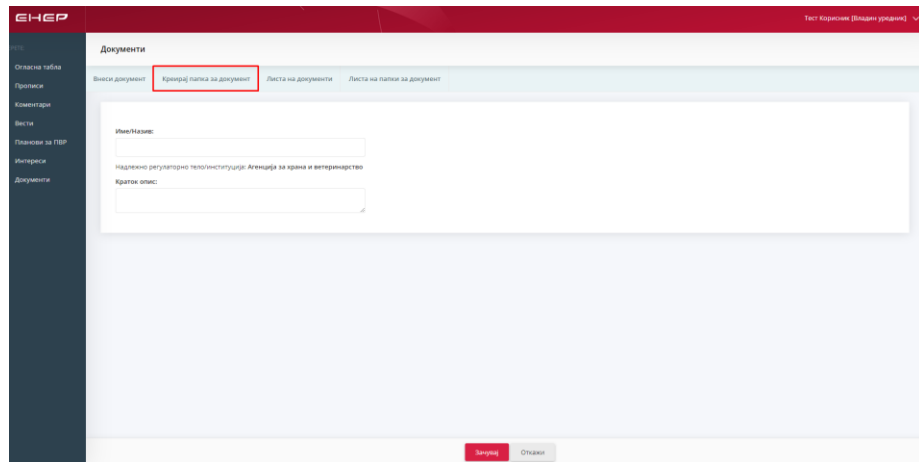 ЕНЕР
Тест Корисник [Владин уредник]
Документи
Огласна табла
Прописи
Коментари
Вести
Планови за ПВР
Интереси
Документи
Внеси документ Креирај папка за документ Листа на документи Листа на папки за документ
Име/Назив:
Надлежно регулаторно тело/институција: Агенција за храна и ветеринарство
Краток опис:
Зачувај Откажи